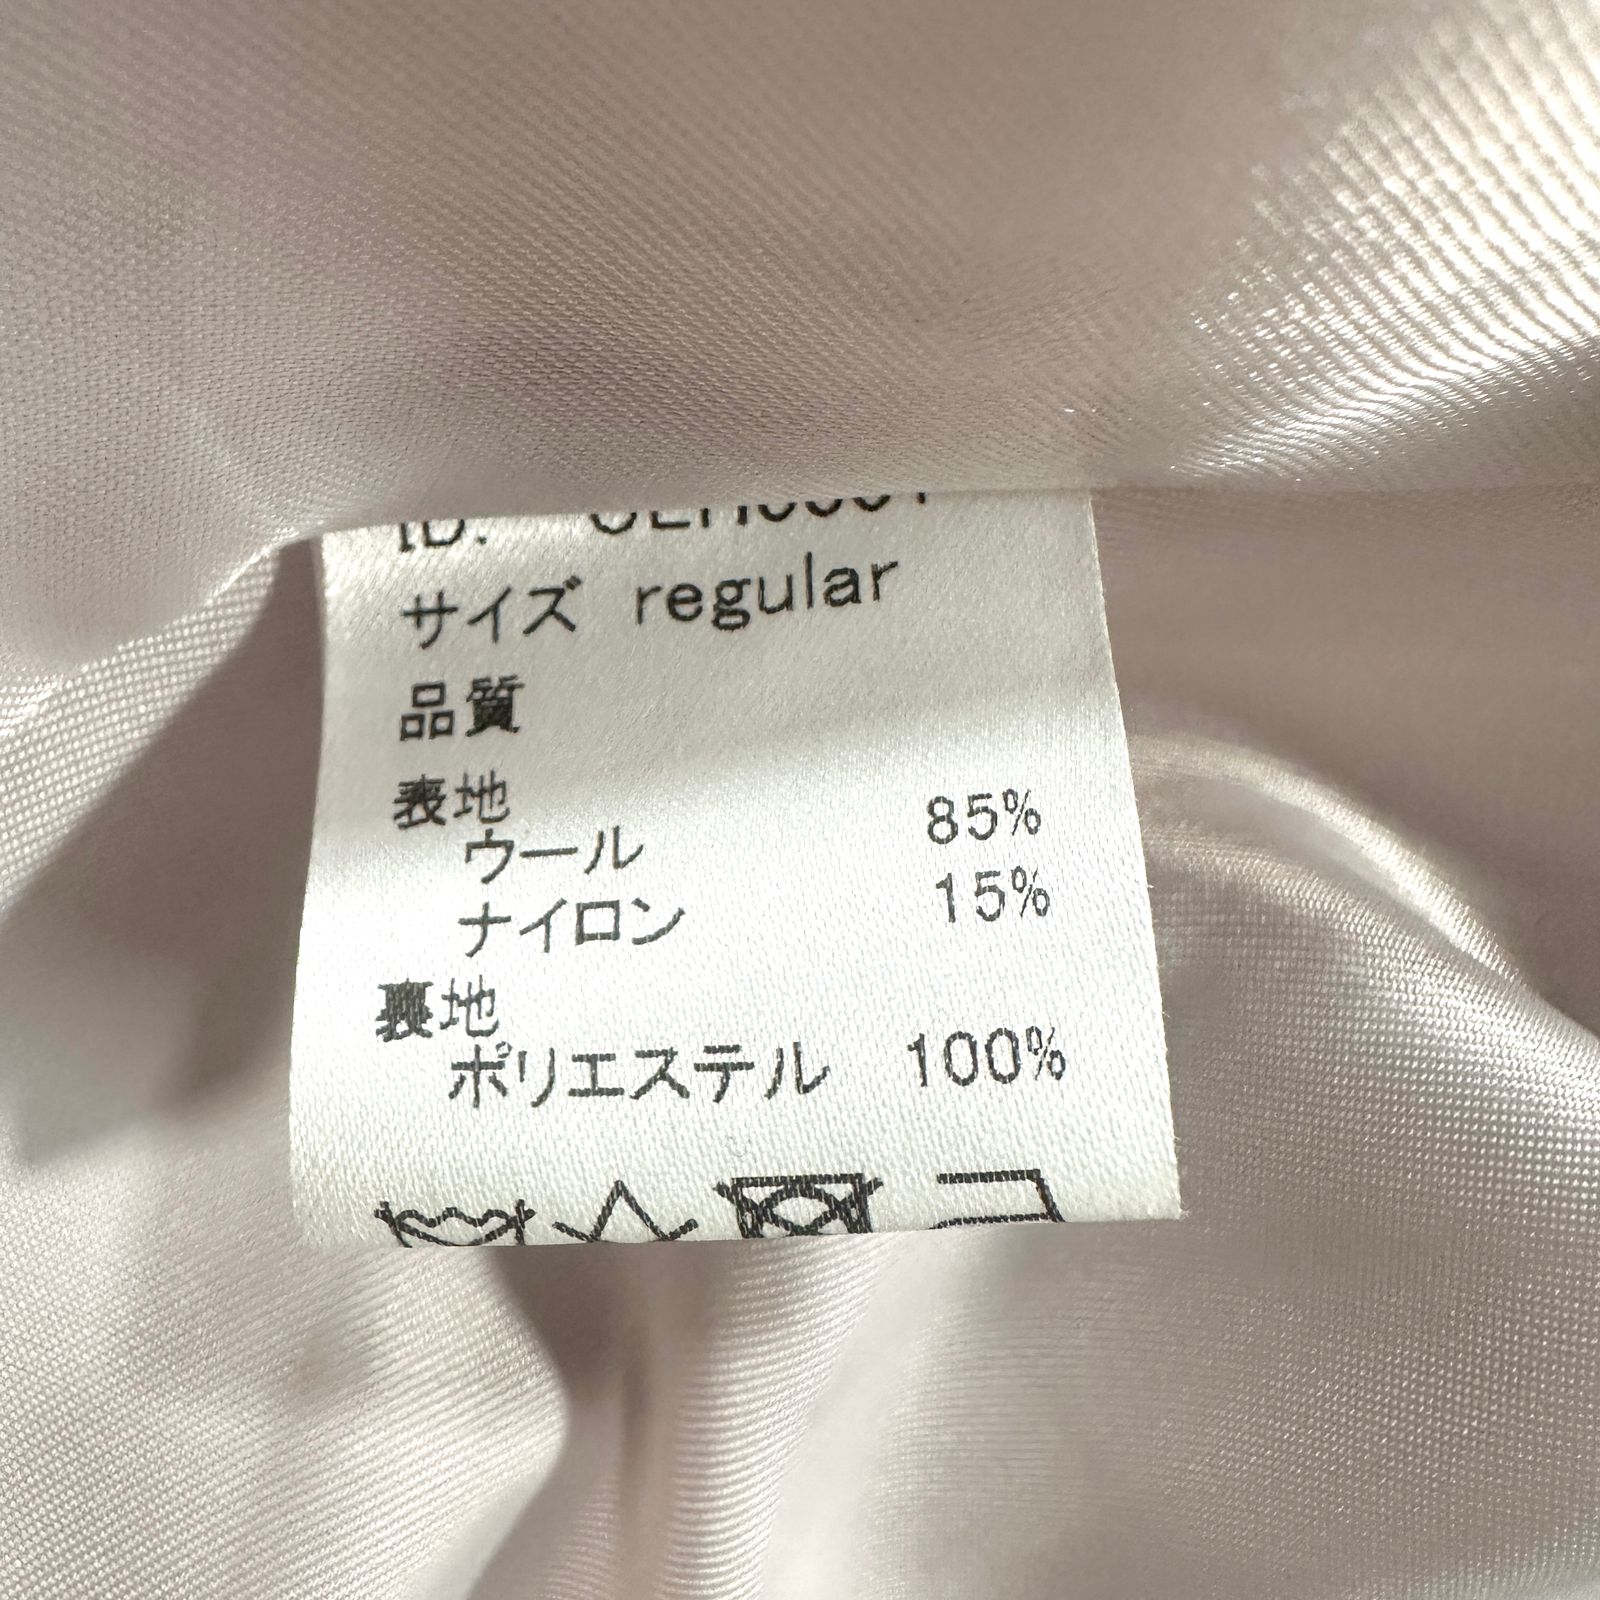 ID.
サイズ regular
品質
表地
ウール 85%
ナイロン 15%
裏地
ポリエステル 100%